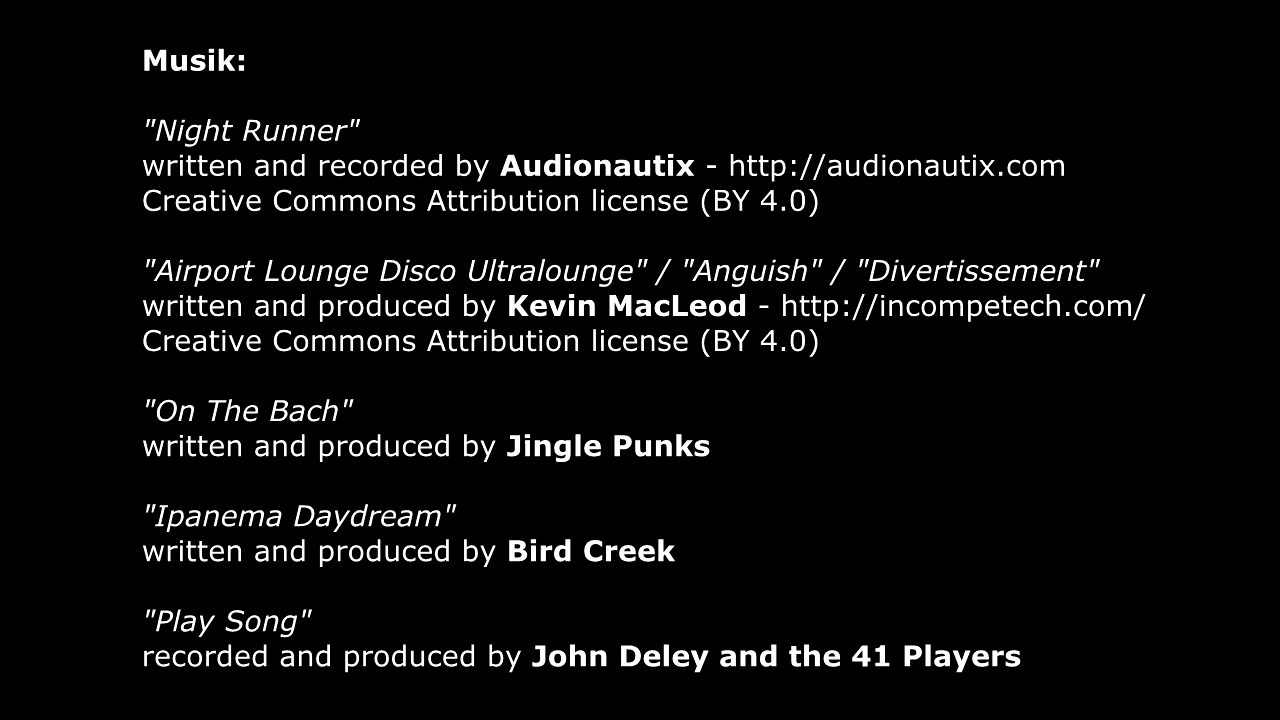 Musik:
"Night Runner"
written and recorded by Audionautix - http://audionautix.com
Creative Commons Attribution license (BY 4.0)
"Airport Lounge Disco Ultralounge" / "Anguish" / "Divertissement"
written and produced by Kevin MacLeod - http://incompetech.com/
Creative Commons Attribution license (BY 4.0)
"On The Bach"
written and produced by Jingle Punks
"Ipanema Daydream"
written and produced by Bird Creek
"Play Song"
recorded and produced by John Deley and the 41 Players